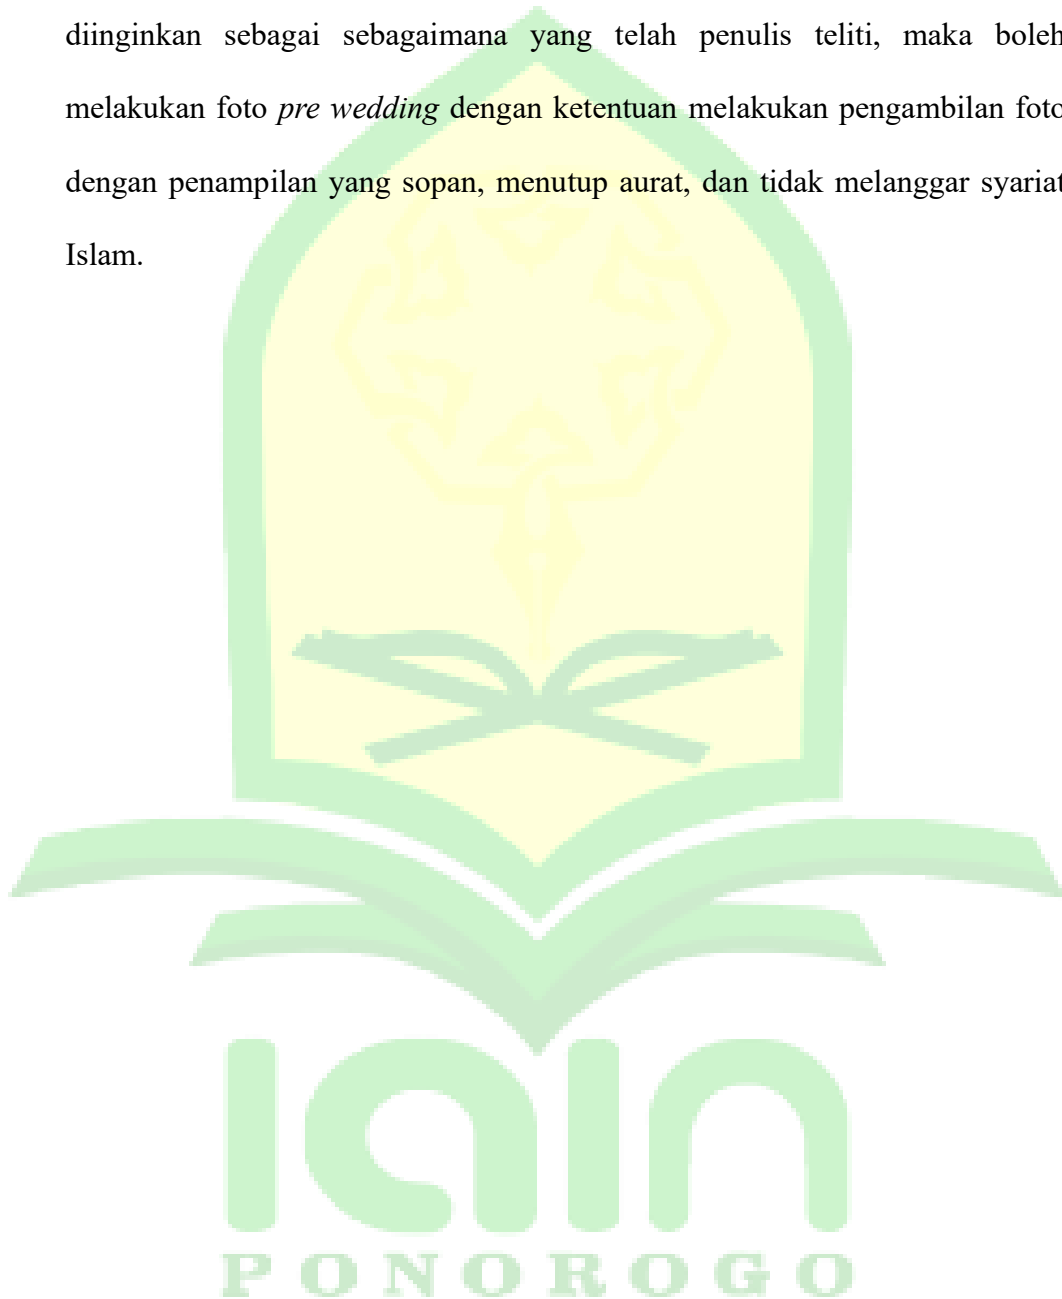 diinginkan sebagai sebagaimana yang telah penulis teliti, maka boleh
melakukan foto pre wedding dengan ketentuan melakukan pengambilan foto
dengan penampilan yang sopan, menutup aurat, dan tidak melanggar syariat
Islam.
iain
PONOROGO